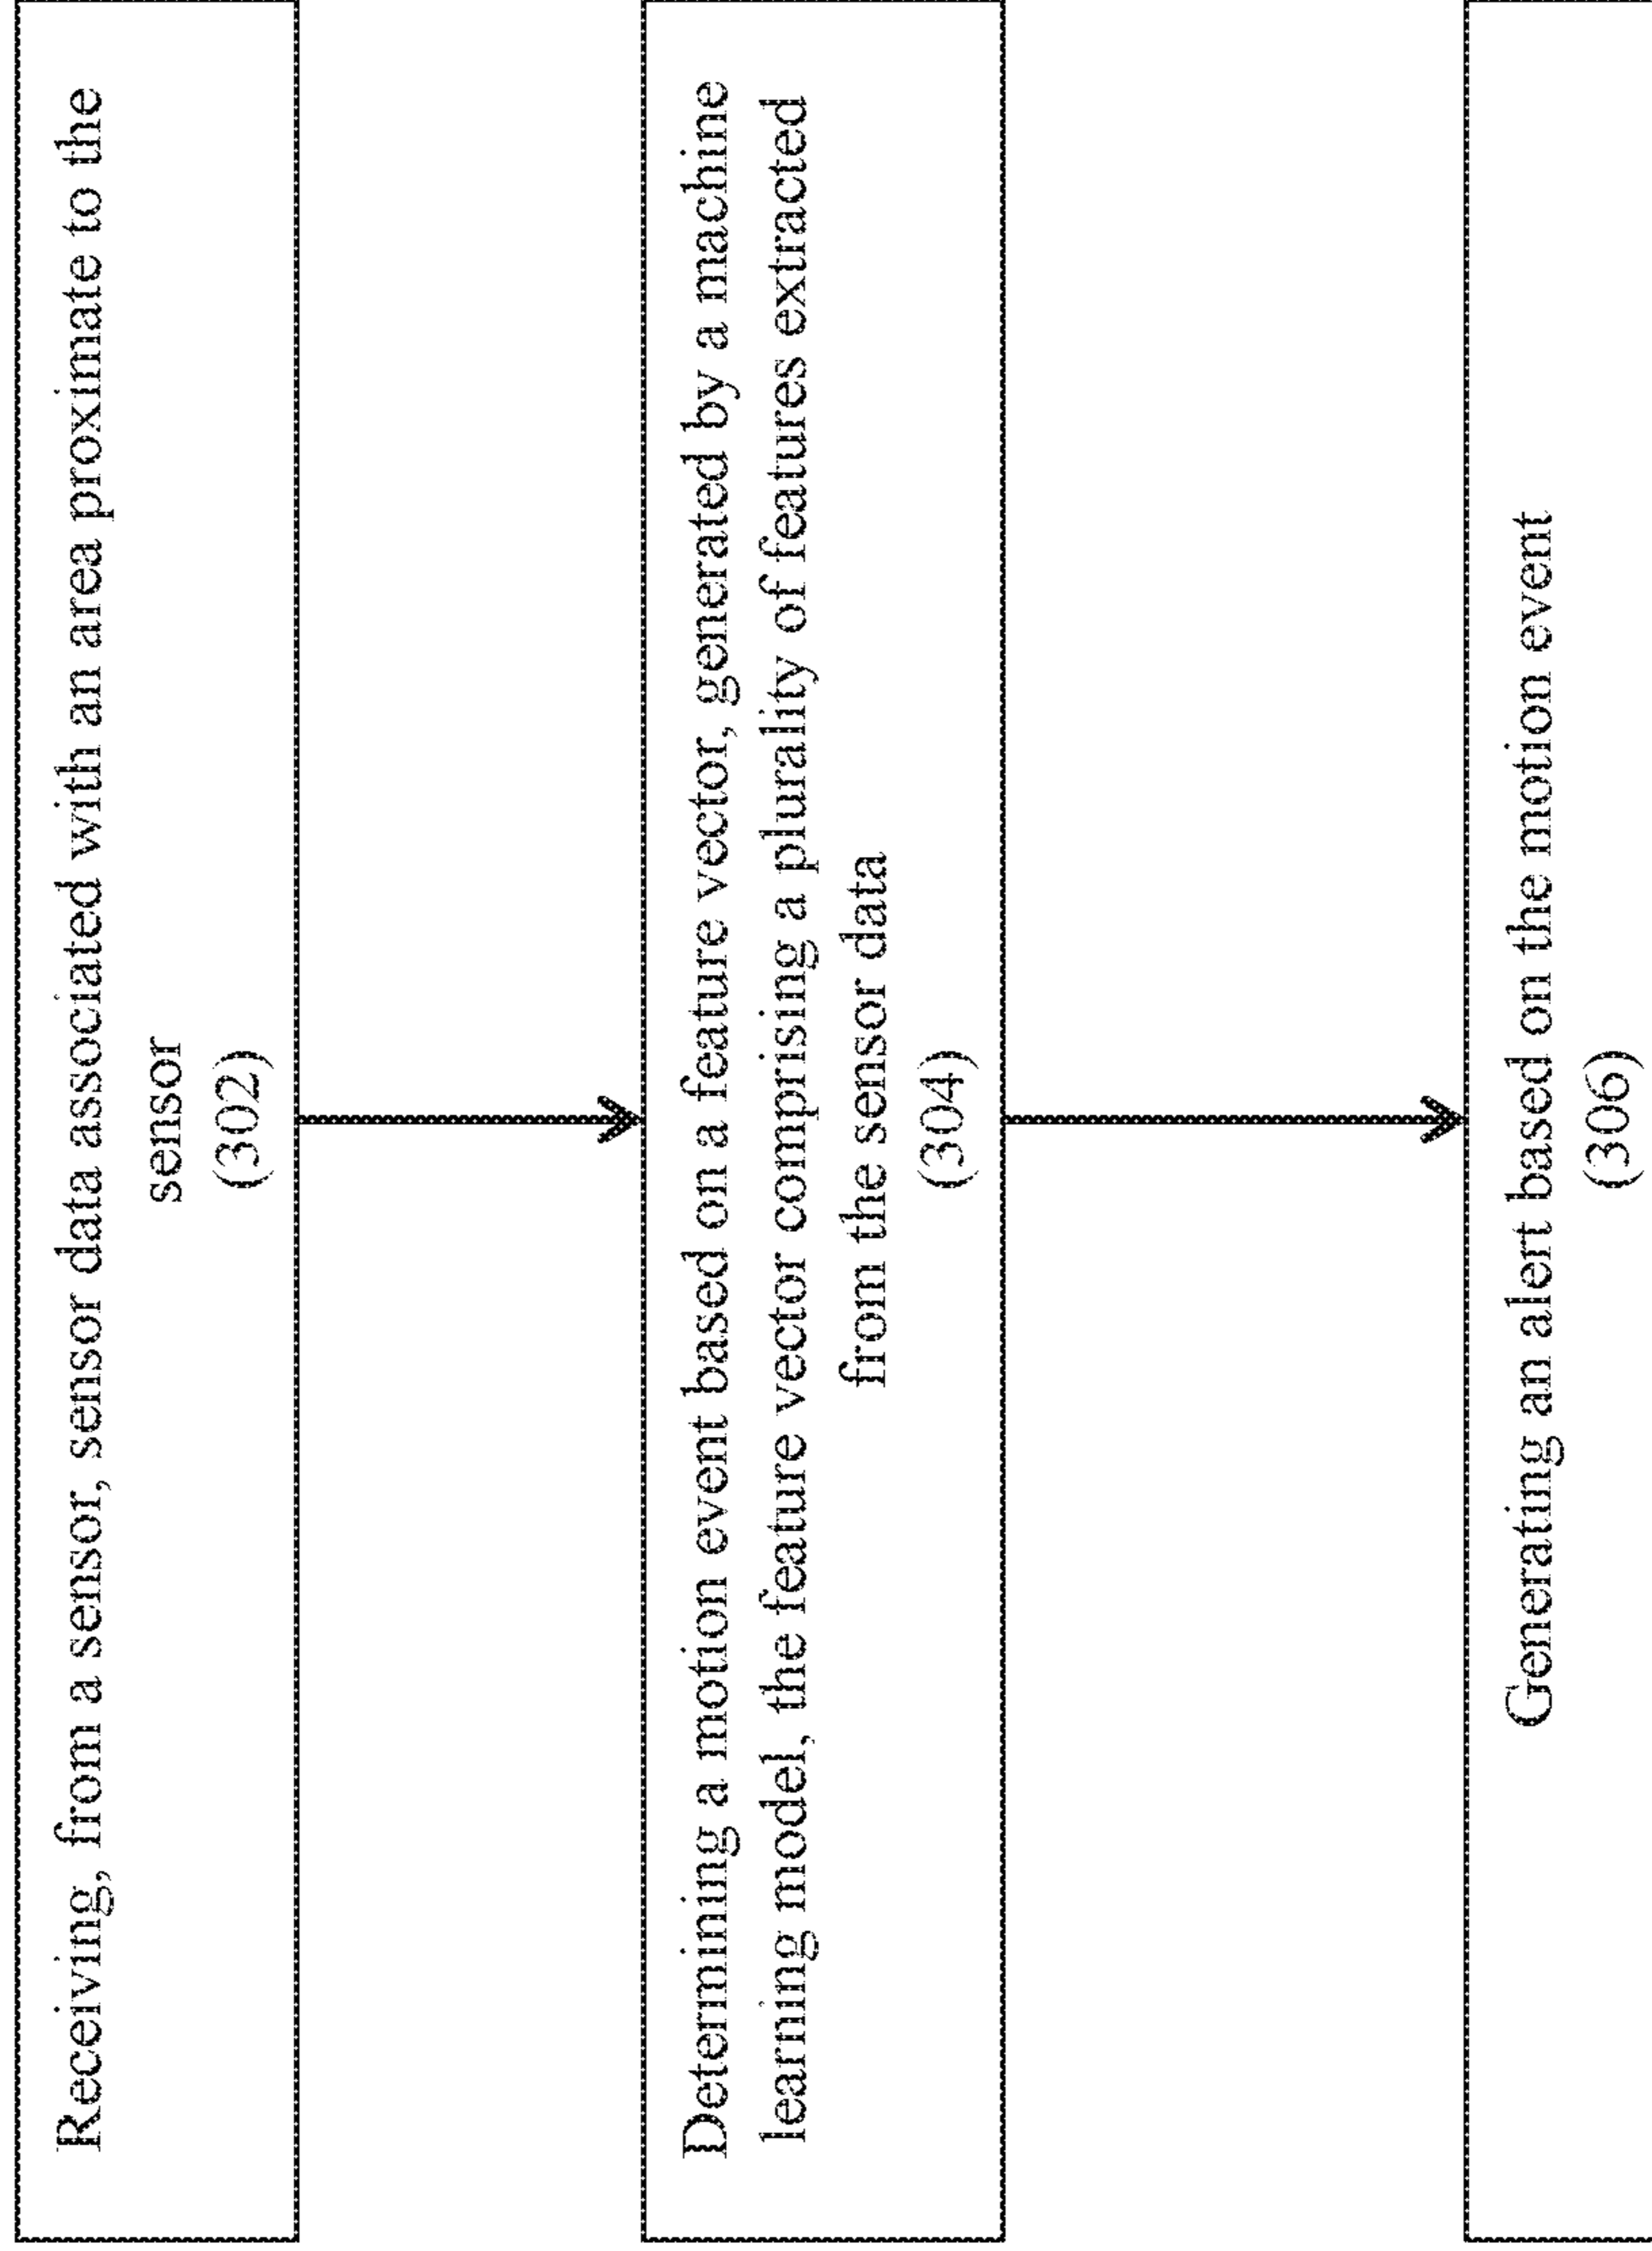 Receiving, from a sensor, sensor data associated with an area proximate to the
sensor
(302)
Determining a motion event based on a feature vector, generated by a machine
learning model, the feature vector comprising a plurality of features extracted
from the sensor data
(304)
Generating an alert based on the motion event
(306)